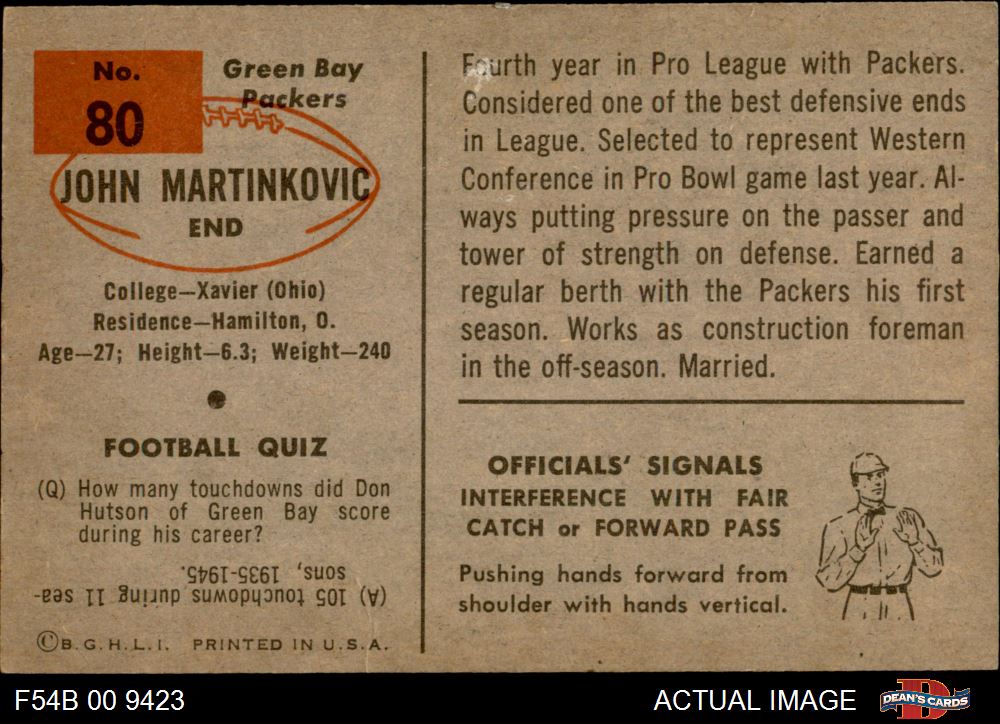 No.
80
Green Bay
Packers
JOHN MARTINKOVIC
END
College—Xavier (Ohio)
Residence—Hamilton, O.
Age—27; Height—6.3; Weight—240
FOOTBALL QUIZ
(Q) How many touchdowns did Don
Hutson of Green Bay score
during his career?
(A) 105 touchdowns during 11 sea-
sons, 1935-1945.
©B.G.H.L.I. PRINTED IN U.S.A.
Fourth year in Pro League with Packers.
Considered one of the best defensive ends
in League. Selected to represent Western
Conference in Pro Bowl game last year. Al-
ways putting pressure on the passer and
tower of strength on defense. Earned a
regular berth with the Packers his first
season. Works as construction foreman
in the off-season. Married.
OFFICIALS' SIGNALS
INTERFERENCE WITH FAIR
CATCH or FORWARD PASS
Pushing hands forward from
shoulder with hands vertical.
F54B 00 9423
ACTUAL IMAGE
DEAN'S CARDS